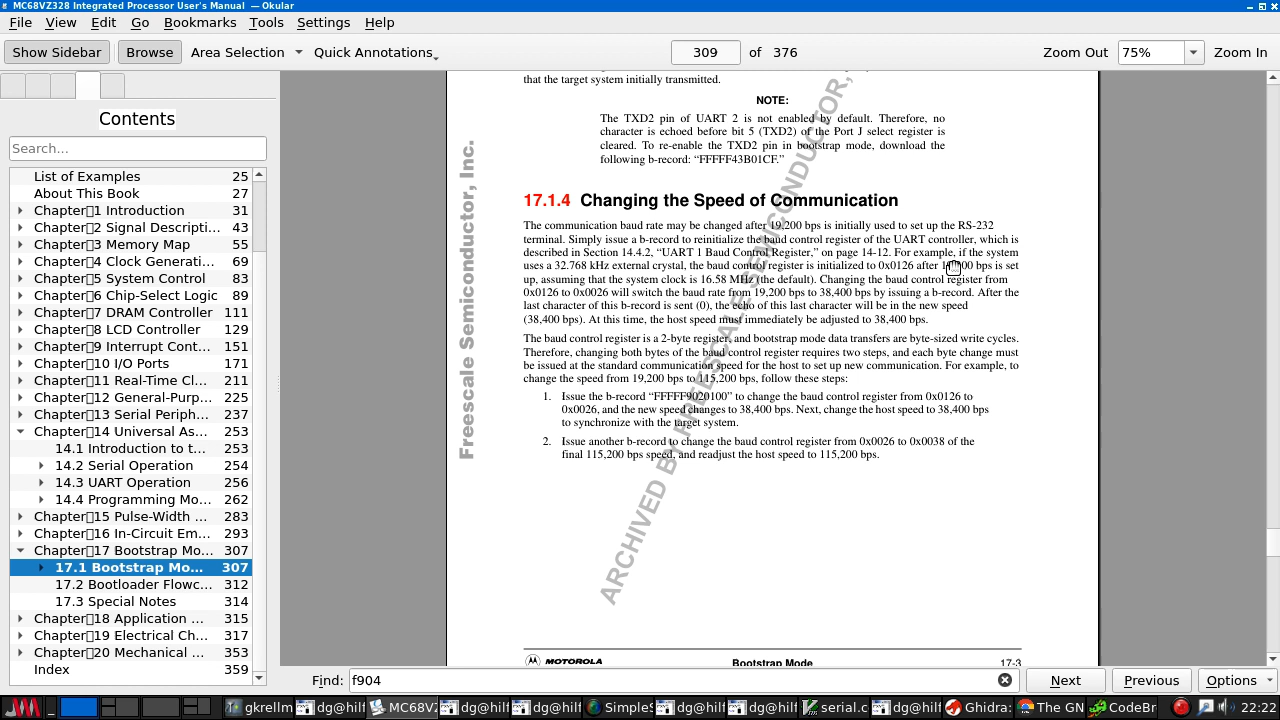 MC68VZ328 Integrated Processor User's Manual — Okular
File View Edit Go Bookmarks Tools Settings Help
Show Sidebar Browse Area Selection Quick Annotations 309 of 376 Zoom Out 75% Zoom In
Contents
Search...
List of Examples 25
About This Book 27
Chapter 1 Introduction 31
Chapter 2 Signal Descripti... 43
Chapter 3 Memory Map 55
Chapter 4 Clock Generati... 69
Chapter 5 System Control 83
Chapter 6 Chip-Select Logic 89
Chapter 7 DRAM Controller 111
Chapter 8 LCD Controller 129
Chapter 9 Interrupt Cont... 151
Chapter 10 I/O Ports 171
Chapter 11 Real-Time Cl... 211
Chapter 12 General-Purp... 225
Chapter 13 Serial Periph... 237
Chapter 14 Universal As... 253
14.1 Introduction to t... 253
14.2 Serial Operation 254
14.3 UART Operation 256
14.4 Programming Mo... 262
Chapter 15 Pulse-Width ... 283
Chapter 16 In-Circuit Em... 293
Chapter 17 Bootstrap Mo... 307
17.1 Bootstrap Mo... 307
17.2 Bootloader Flowc... 312
17.3 Special Notes 314
Chapter 18 Application ... 315
Chapter 19 Electrical Ch... 317
Chapter 20 Mechanical ... 353
Index 359
that the target system initially transmitted.
NOTE:
The TXD2 pin of UART 2 is not enabled by default. Therefore, no
character is echoed before bit 5 (TXD2) of the Port J select register is
cleared. To re-enable the TXD2 pin in bootstrap mode, download the
following b-record: “FFFFF43B01CF.”
17.1.4 Changing the Speed of Communication
The communication baud rate may be changed after 19,200 bps is initially used to set up the RS-232
terminal. Simply issue a b-record to reinitialize the baud control register of the UART controller, which is
described in Section 14.4.2, “UART 1 Baud Control Register,” on page 14-12. For example, if the system
uses a 32.768 kHz external crystal, the baud control register is initialized to 0x0126 after bps is set
up, assuming that the system clock is 16.58 MHz (the default). Changing the baud control register from
0x0126 to 0x0026 will switch the baud rate from 19,200 bps to 38,400 bps by issuing a b-record. After the
last character of this b-record is sent (0), the echo of this last character will be in the new speed
(38,400 bps). At this time, the host speed must immediately be adjusted to 38,400 bps.
The baud control register is a 2-byte register, and bootstrap mode data transfers are byte-sized write cycles.
Therefore, changing both bytes of the baud control register requires two steps, and each byte change must
be issued at the standard communication speed for the host to set up new communication. For example, to
change the speed from 19,200 bps to 115,200 bps, follow these steps:
1. Issue the b-record “FFFFF9020100” to change the baud control register from 0x0126 to
0x0026, and the new speed changes to 38,400 bps. Next, change the host speed to 38,400 bps
to synchronize with the target system.
2. Issue another b-record to change the baud control register from 0x0026 to 0x0038 of the
final 115,200 bps speed, and readjust the host speed to 115,200 bps.
Freescale Semiconductor, Inc.
ARCHIVED BY FREESCALE SEMICONDUCTOR,
MOTOROLA Bootstrap Mode 17-3
Find: f904 Next Previous Options
gkrellm dg@hilf MC68V dg@hilf dg@hilf SimpleS dg@hilf dg@hilf serial.c dg@hilf Ghidra: The GN CodeBr 22:22